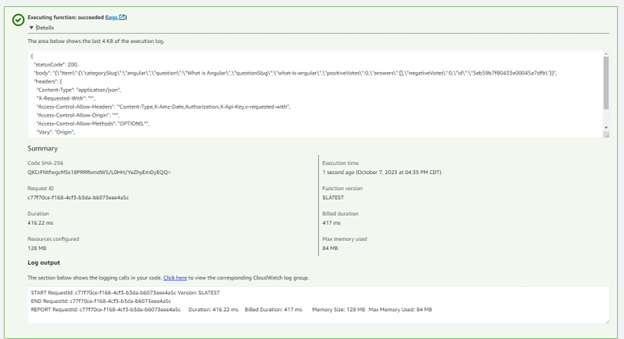 Executing function: succeeded (logs)
Details
The area below shows the last 4 KB of the execution log.
{
"statusCode": 200,
"body": "{\"Item\":{\"categorySlug\":\"angular\",\"question\":\"What is Angular\",\"questionSlug\":\"what-is-angular\",\"positiveVotes\":0,\"answers\":[],\"negativeVotes\":0,\"id\":\"5eb59b7f80433e00045a7dfb\"}}",
"headers": {
"Content-Type": "application/json",
"X-Requested-With": "*",
"Access-Control-Allow-Headers": "Content-Type,X-Amz-Date,Authorization,X-Api-Key,x-requested-with",
"Access-Control-Allow-Origin": "*",
"Access-Control-Allow-Methods": "OPTIONS,*",
"Vary": "Origin",
Summary
Code SHA-256
Execution time
1 second ago (October 7, 2023 at 04:35 PM CDT)
Request ID
Function version
c77f70ce-f168-4cf3-b3da-b6073eee4a5c
$LATEST
Duration
Billed duration
416.22 ms
417 ms
Resources configured
Max memory used
128 MB
84 MB
Log output
The section below shows the logging calls in your code. Click here to view the corresponding CloudWatch log group.
START RequestId: c77f70ce-f168-4cf3-b3da-b6073eee4a5c Version: $LATEST
END RequestId: c77f70ce-f168-4cf3-b3da-b6073eee4a5c
REPORT RequestId: c77f70ce-f168-4cf3-b3da-b6073eee4a5c Duration: 416.22 ms Billed Duration: 417 ms Memory Size: 128 MB Max Memory Used: 84 MB